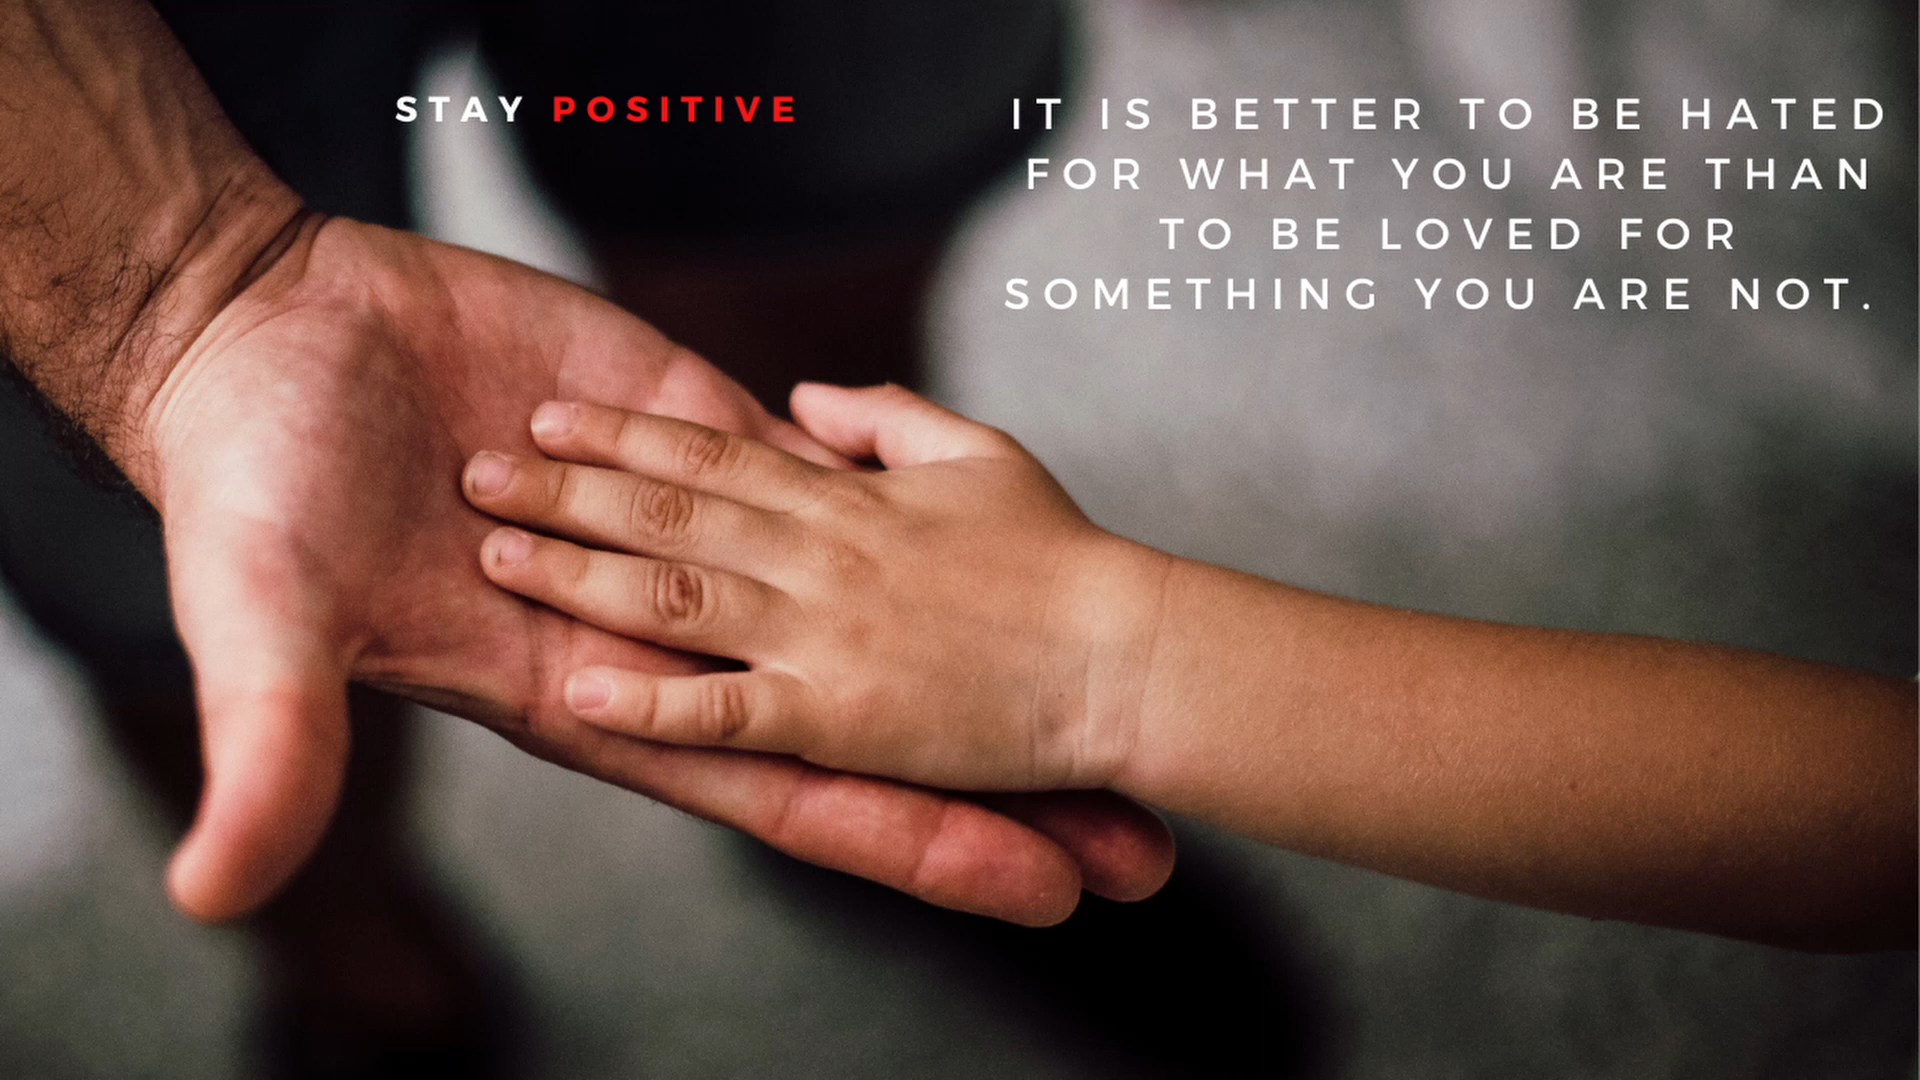 STAY POSITIVE
IT IS BETTER TO BE HATED
FOR WHAT YOU ARE THAN
TO BE LOVED FOR
SOMETHING YOU ARE NOT.